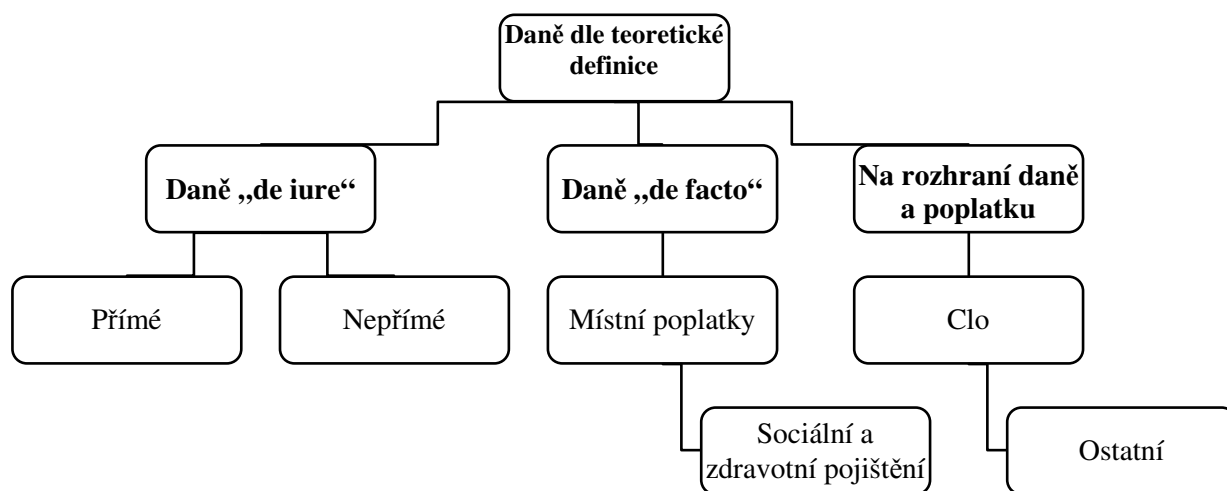 Daně dle teoretické
definice
Daně „de iure“
Daně „de facto“
Na rozhraní daně
a poplatku
Přímé
Nepřímé
Místní poplatky
Clo
Sociální a
zdravotní pojištění
Ostatní